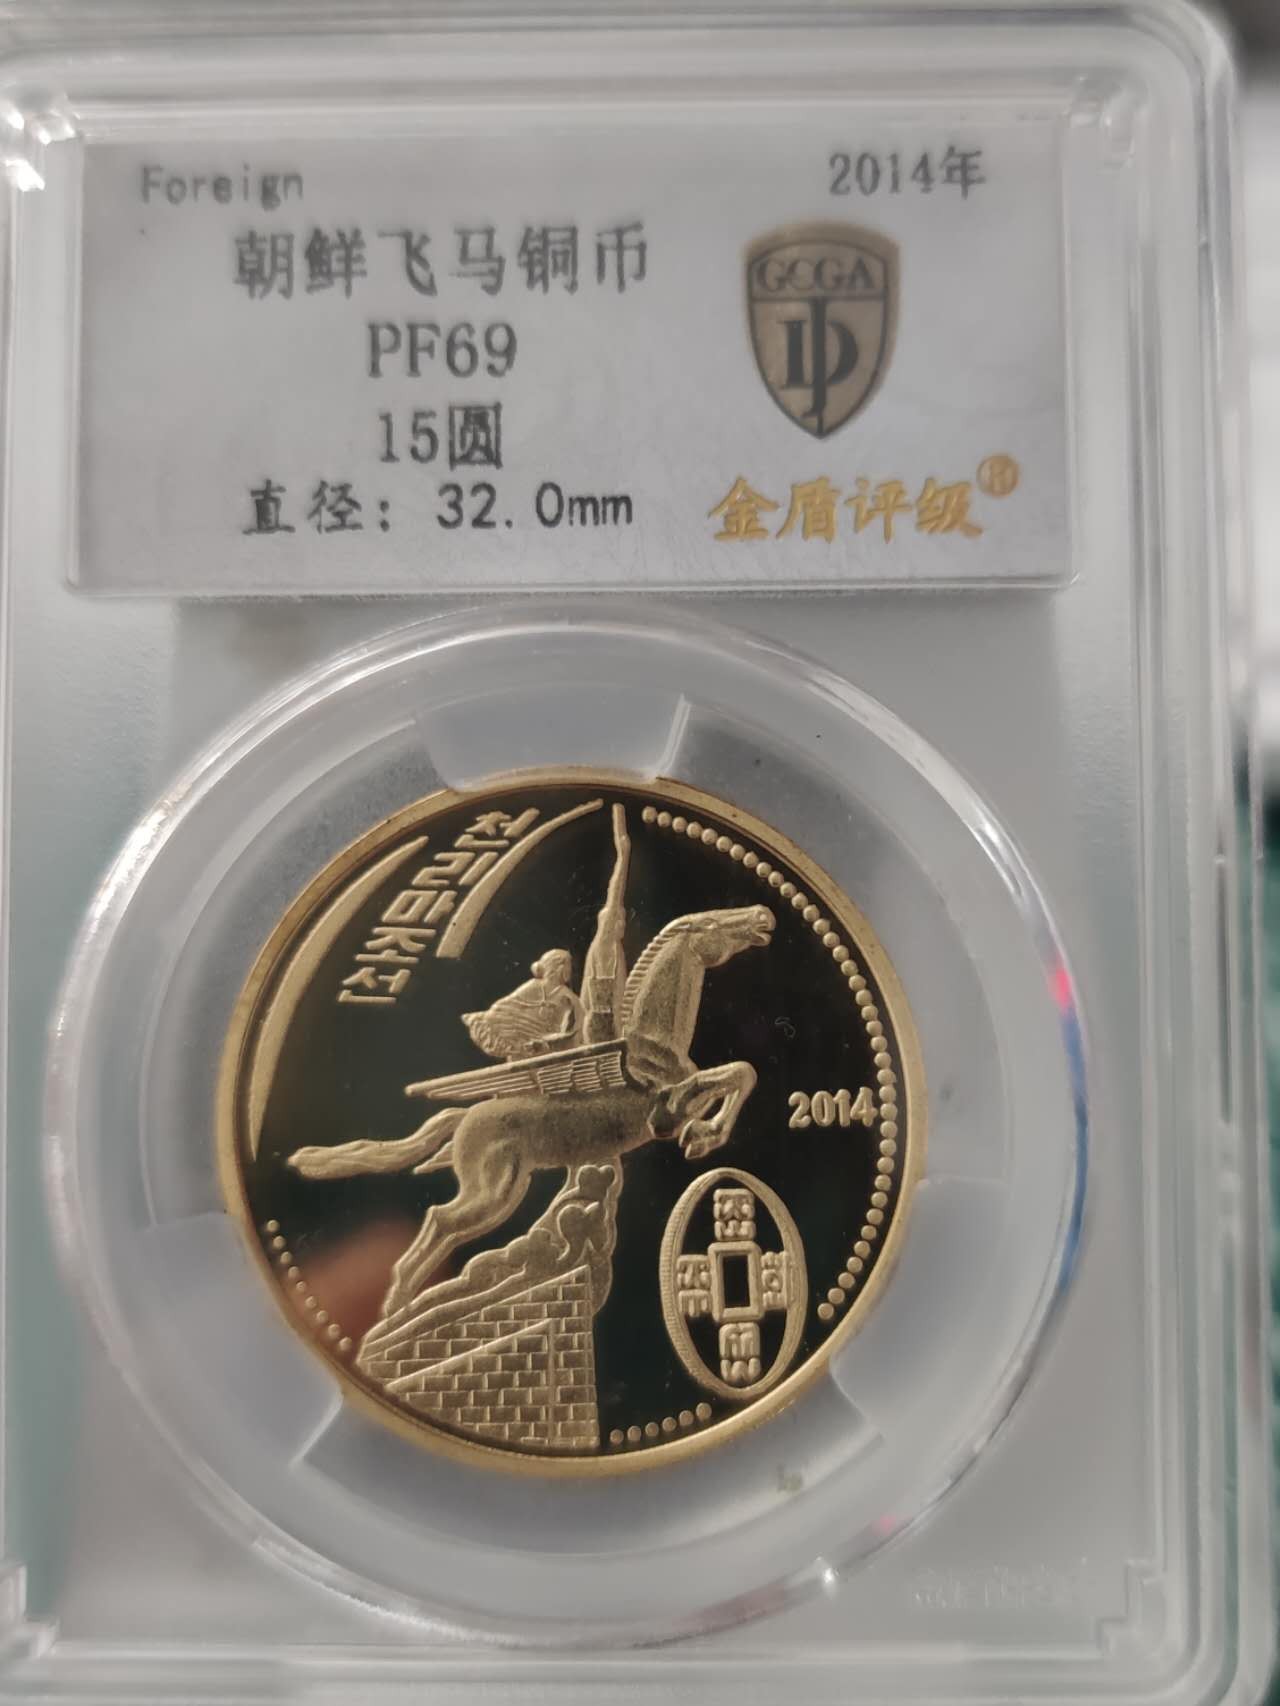 Foreign
2014年
朝鲜飞马铜币
GCGA
PF69
15圆
直径: 32.0mm
金盾评级®
천리마조선
2014